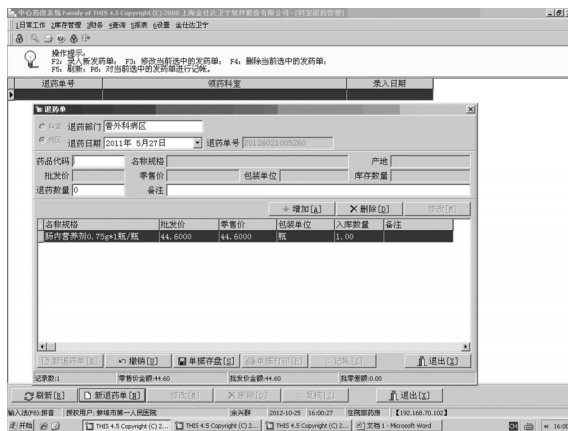 中心药房系统 Family of THIS 4.5 Copyright (C) 2008 上海金仕达卫宁软件股份有限公司 - [科室退药管理]
1日常工作 2库存管理 3财务 4查询 5报表 6设置 金仕达卫宁
操作提示：
F2：录入新发药单， F3：修改当前选中的发药单， F4：删除当前选中的发药单，
F5：刷新， F6：对当前选中的发药单进行记帐。
退药单号 领药科室 录入日期
退药单
科室 退药部门 普外科病区
病区 退药日期 2011年 5月27日 退药单号 20126021005260
药品代码 名称规格 产地
批发价 零售价 包装单位 库存数量
退药数量 0 备注
增加[A] 删除[D] 修改[M]
名称规格 批发价 零售价 包装单位 入库数量 备注
肠内营养剂0.75g*1瓶/瓶 44.6000 44.6000 瓶 1.00
新退药单[N] 撤销[U] 单据存盘[S] 单据打印[P] 记帐[Z] 退出[X]
记录数:1 零售价金额:44.60 批发价金额:44.60 批零差额:0.00
刷新[R] 新退药单[N] 修改[M] 删除[D] 复核[Z] 退出[X]
输入法(F8):拼音 授权用户:蚌埠市第一人民医院 余兴群 2012-10-25 16:00:27 住院部药房 【192.168.70.102】
开始 THIS 4.5 Copyright (C) 2... THIS 4.5 Copyright (C) 2... THIS 4.5 Copyright (C) 2... 文档 1 - Microsoft Word 16:00